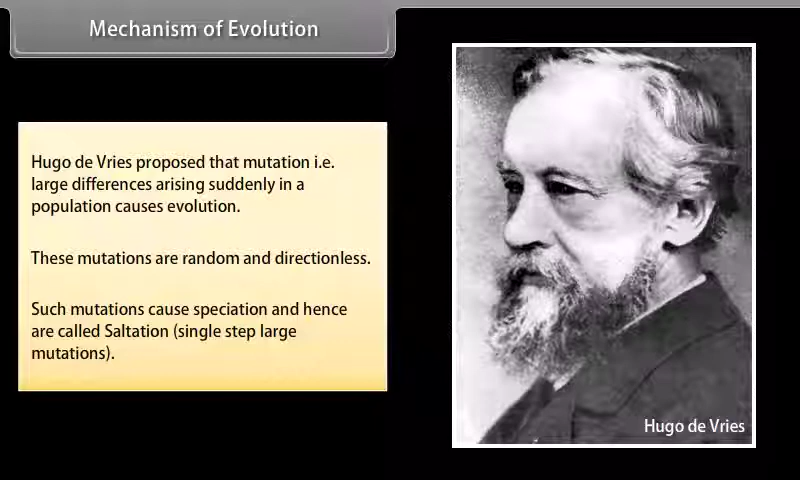 Mechanism of Evolution
Hugo de Vries proposed that mutation i.e.
large differences arising suddenly in a
population causes evolution.
These mutations are random and directionless.
Such mutations cause speciation and hence
are called Saltation (single step large
mutations).
Hugo de Vries